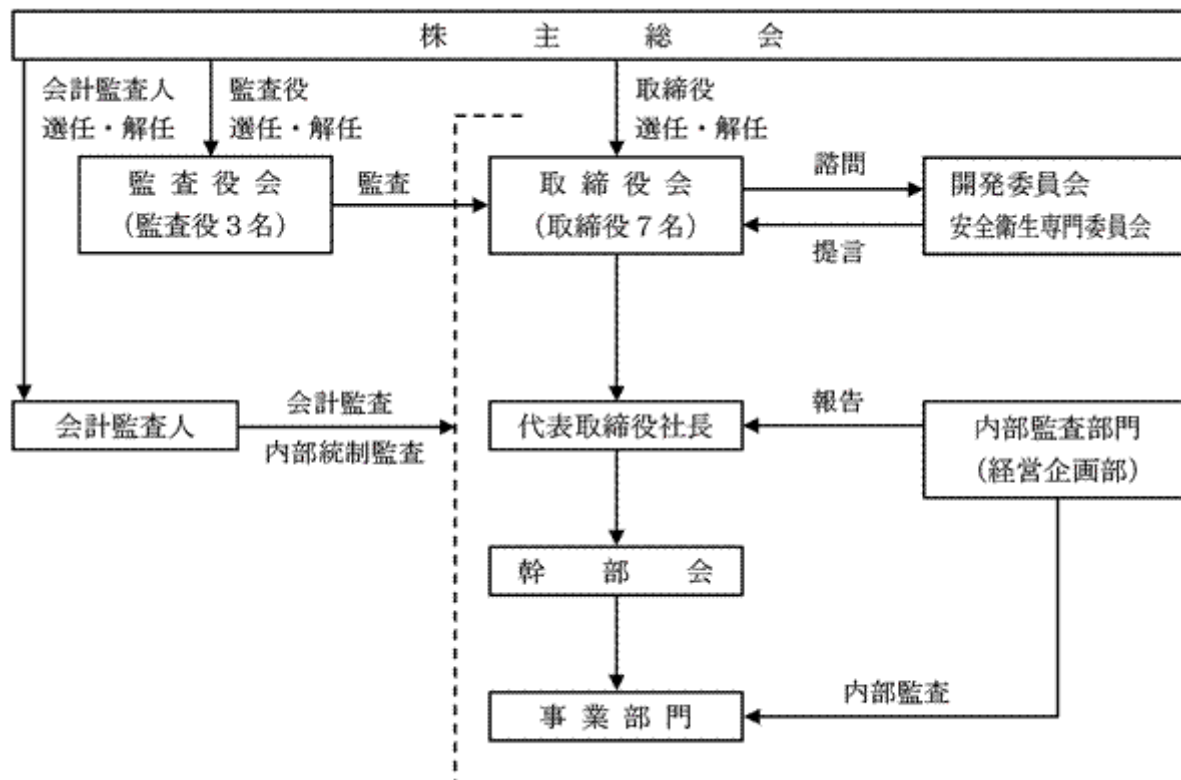 株主総会
会計監査人
選任・解任
監査役
選任・解任
取締役
選任・解任
監査役会
(監査役3名)
監査
取締役会
(取締役7名)
諮問
提言
開発委員会
安全衛生専門委員会
会計監査人
会計監査
内部統制監査
代表取締役社長
報告
内部監査部門
(経営企画部)
幹部会
事業部門
内部監査